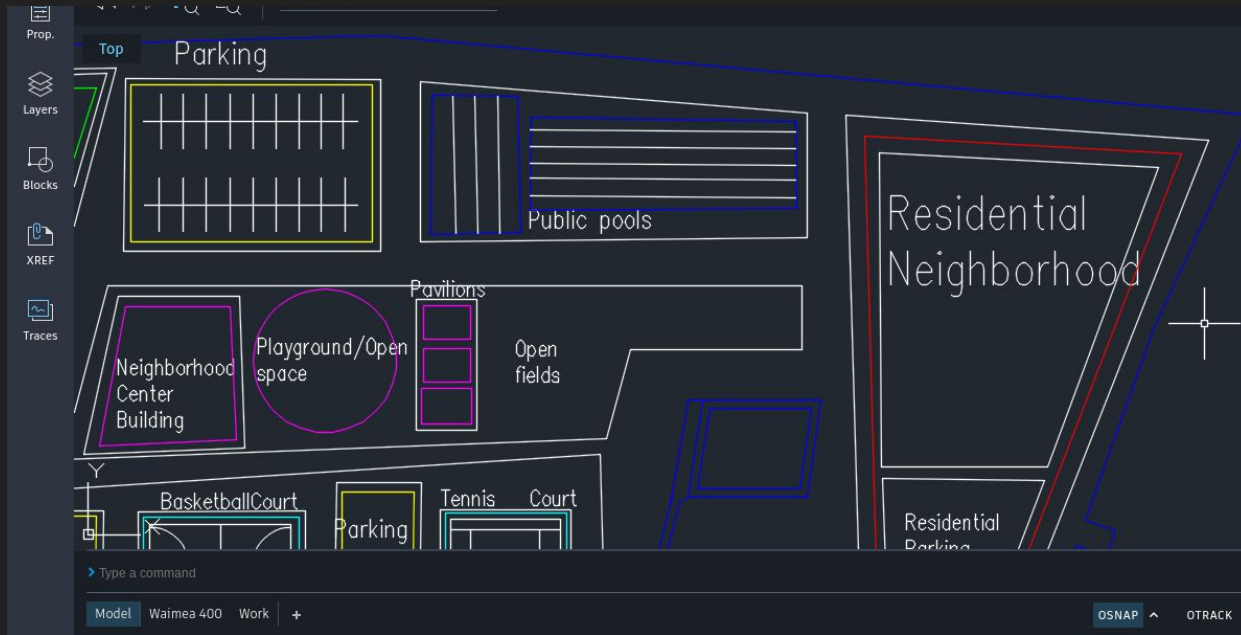 Prop.
Layers
Blocks
XREF
Traces
Top
Parking
Public pools
Residential
Neighborhood
Pavilions
Neighborhood
Center
Building
Playground/Open
space
Open
fields
Y
X
BasketballCourt
Parking
Tennis Court
Residential
Parking
Type a command
Model Waimea 400 Work +
OSNAP OTRACK